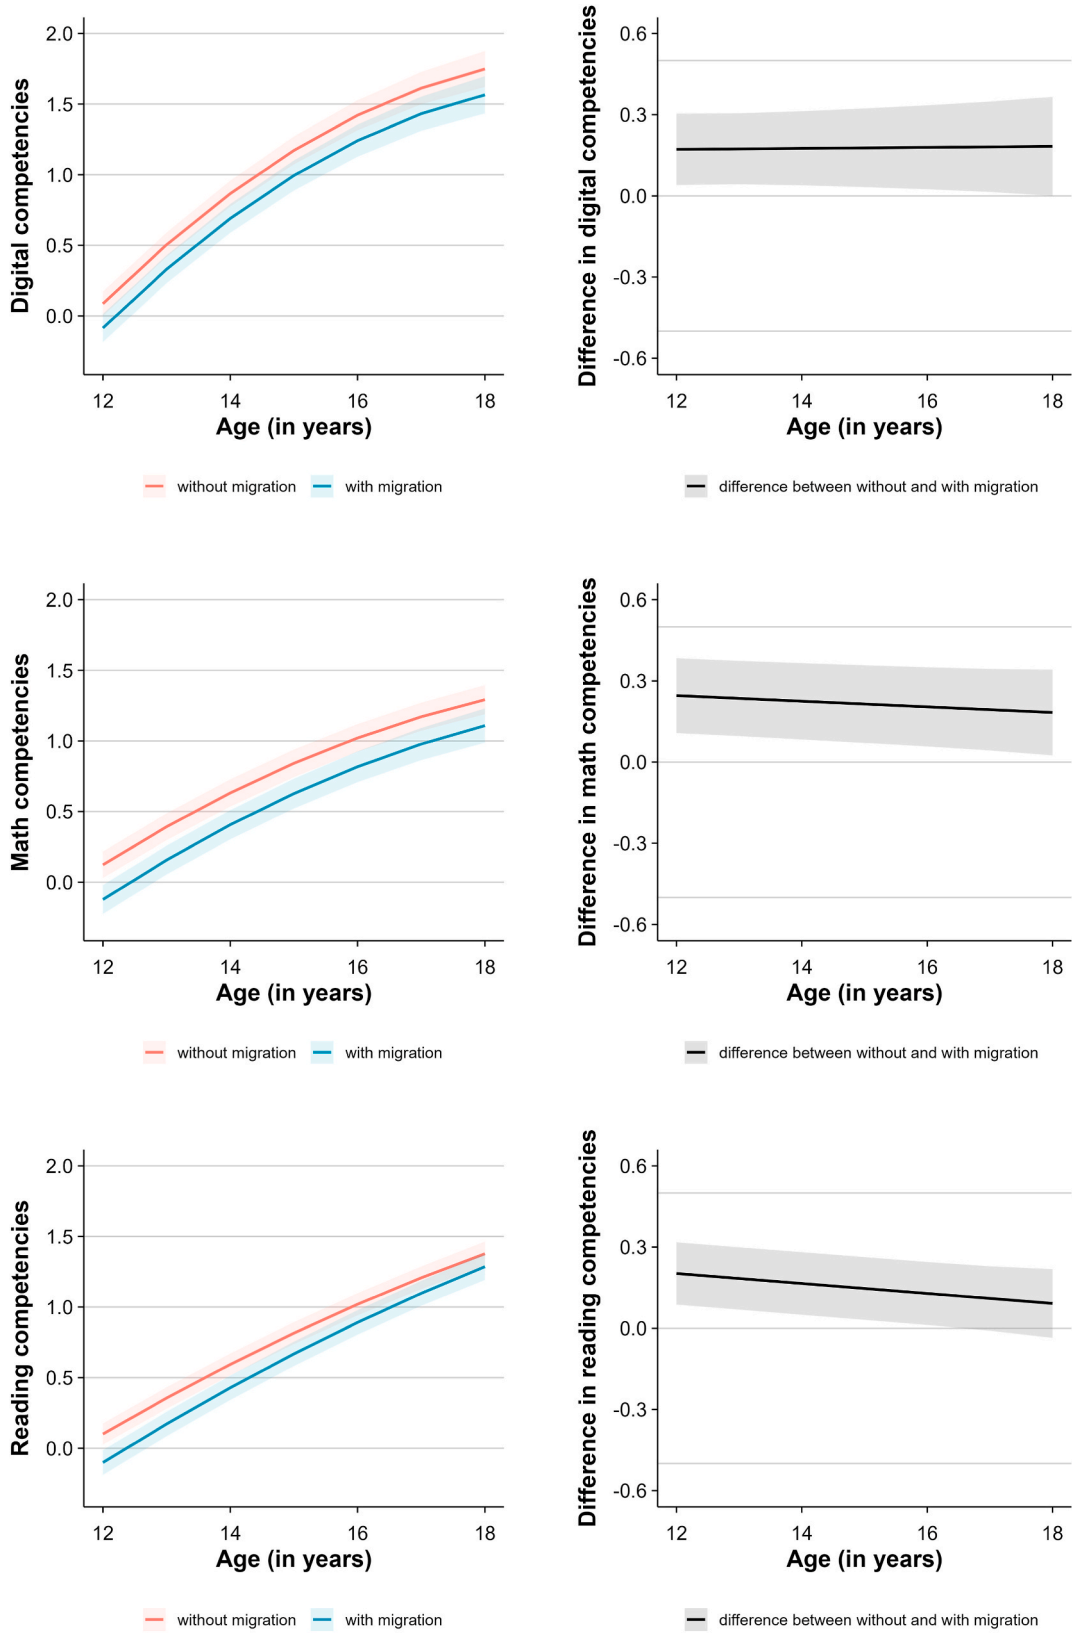 Digital competencies
2.0
1.5
1.0
0.5
0.0
12 14 16 18
Age (in years)
without migration with migration
Difference in digital competencies
0.6
0.3
0.0
-0.3
-0.6
12 14 16 18
Age (in years)
difference between without and with migration
Math competencies
2.0
1.5
1.0
0.5
0.0
12 14 16 18
Age (in years)
without migration with migration
Difference in math competencies
0.6
0.3
0.0
-0.3
-0.6
12 14 16 18
Age (in years)
difference between without and with migration
Reading competencies
2.0
1.5
1.0
0.5
0.0
12 14 16 18
Age (in years)
without migration with migration
Difference in reading competencies
0.6
0.3
0.0
-0.3
-0.6
12 14 16 18
Age (in years)
difference between without and with migration